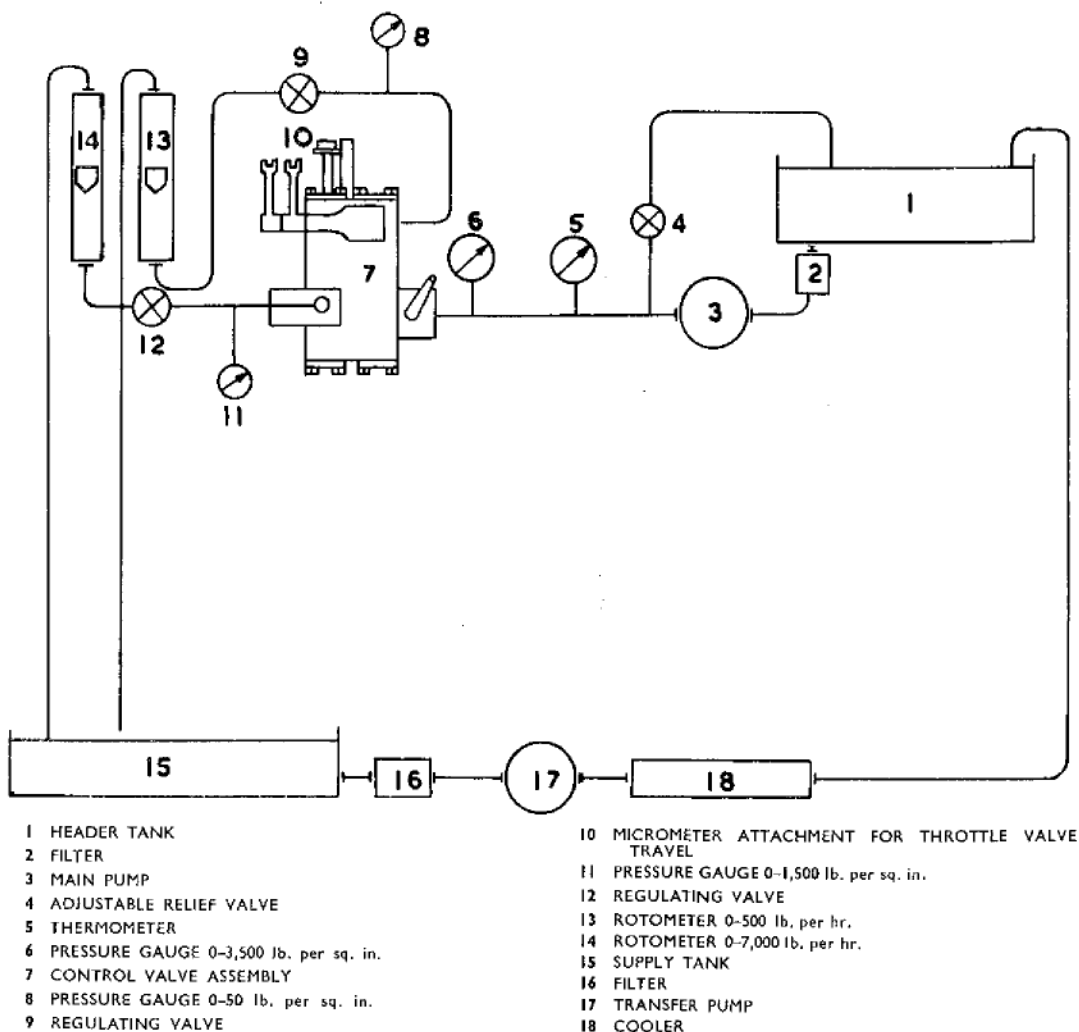 8
9
14
13
10
6
5
4
1
7
2
3
12
11
15
16
17
18
1 HEADER TANK
2 FILTER
3 MAIN PUMP
4 ADJUSTABLE RELIEF VALVE
5 THERMOMETER
6 PRESSURE GAUGE 0-3,500 lb. per sq. in.
7 CONTROL VALVE ASSEMBLY
8 PRESSURE GAUGE 0-50 lb. per sq. in.
9 REGULATING VALVE
10 MICROMETER ATTACHMENT FOR THROTTLE VALVE
TRAVEL
11 PRESSURE GAUGE 0-1,500 lb. per sq. in.
12 REGULATING VALVE
13 ROTOMETER 0-500 lb. per hr.
14 ROTOMETER 0-7,000 lb. per hr.
15 SUPPLY TANK
16 FILTER
17 TRANSFER PUMP
18 COOLER